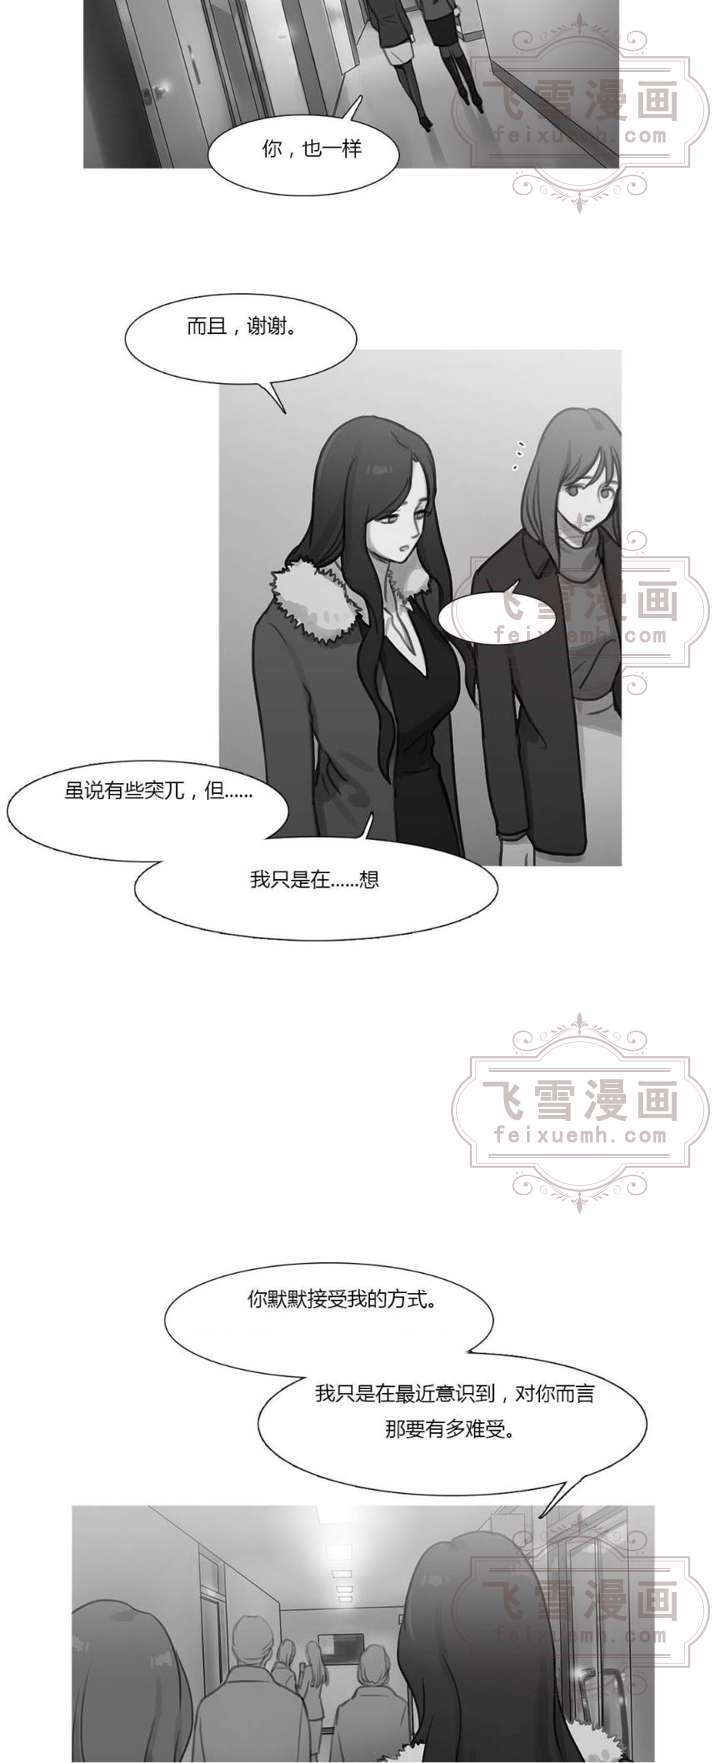 飞雪漫画
feixuemh.com
你，也一样
而且，谢谢。
飞雪漫画
feixuemh.com
虽说有些突兀，但......
我只是在......想
飞雪漫画
feixuemh.com
你默默接受我的方式。
我只是在最近意识到，对你而言
那要有多难受。
飞雪漫画
feixuemh.com